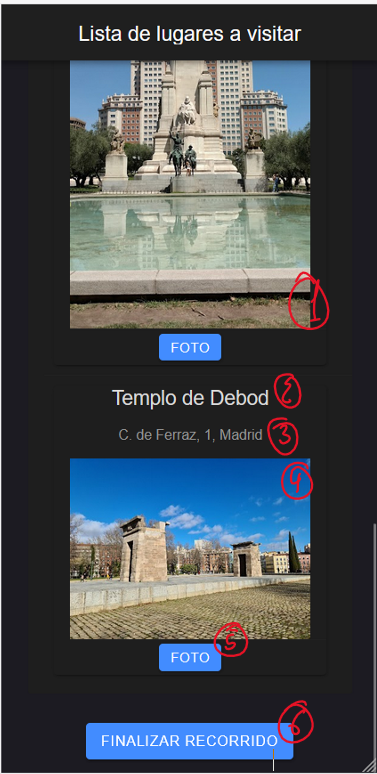 Lista de lugares a visitar
1
FOTO
Templo de Debod 2
C. de Ferraz, 1, Madrid 3
4
FOTO 5
FINALIZAR RECORRIDO 6